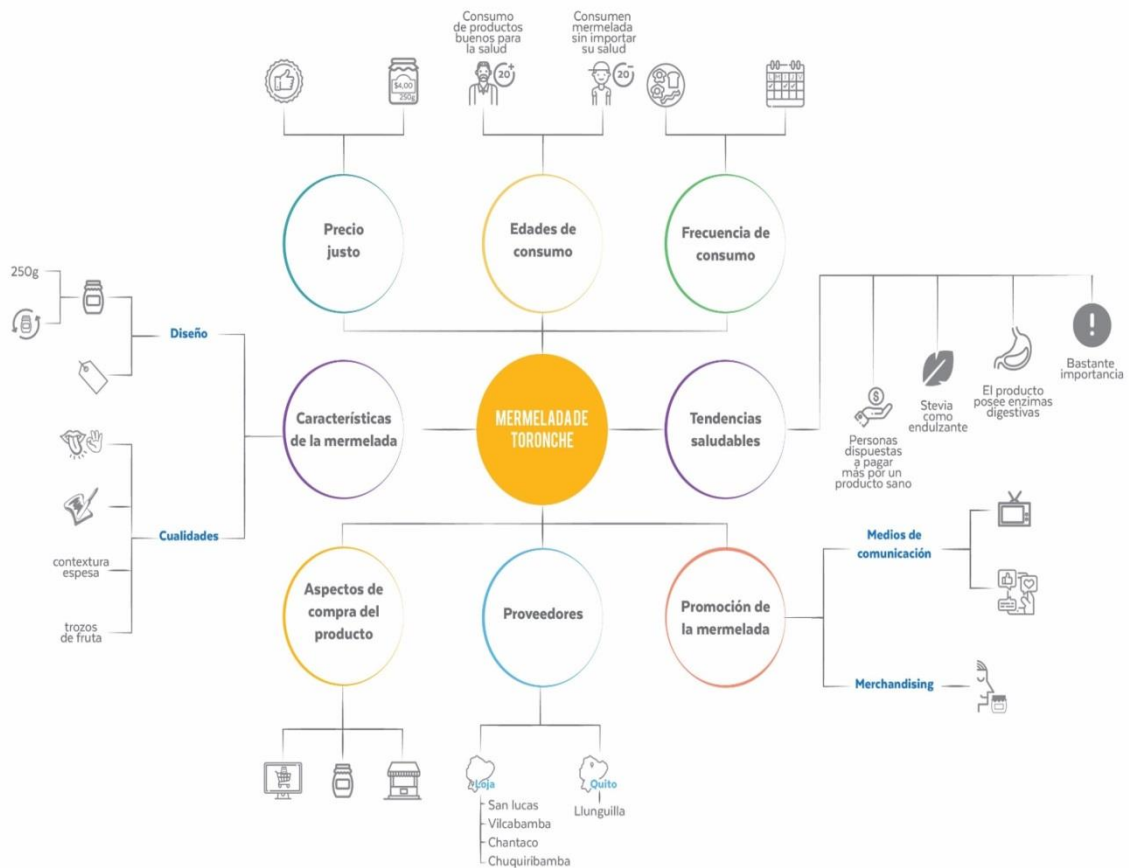 Consumo
de productos
buenos para
la salud
Consumen
mermelada
sin importar
su salud
20+
20-
$4,00
250g
L M I J V
Precio
justo
Edades de
consumo
Frecuencia de
consumo
250g
Diseño
Características
de la mermelada
MERMELADA DE
TORONCHE
Tendencias
saludables
Personas
dispuestas
a pagar
más por un
producto sano
Stevia
como
endulzante
El producto
posee enzimas
digestivas
Bastante
importancia
Cualidades
contextura
espesa
trozos
de fruta
Aspectos de
compra del
producto
Proveedores
Promoción de
la mermelada
Medios de
comunicación
Merchandising
Loja
San lucas
Vilcabamba
Chantaco
Chuquiribamba
Quito
Llunguilla